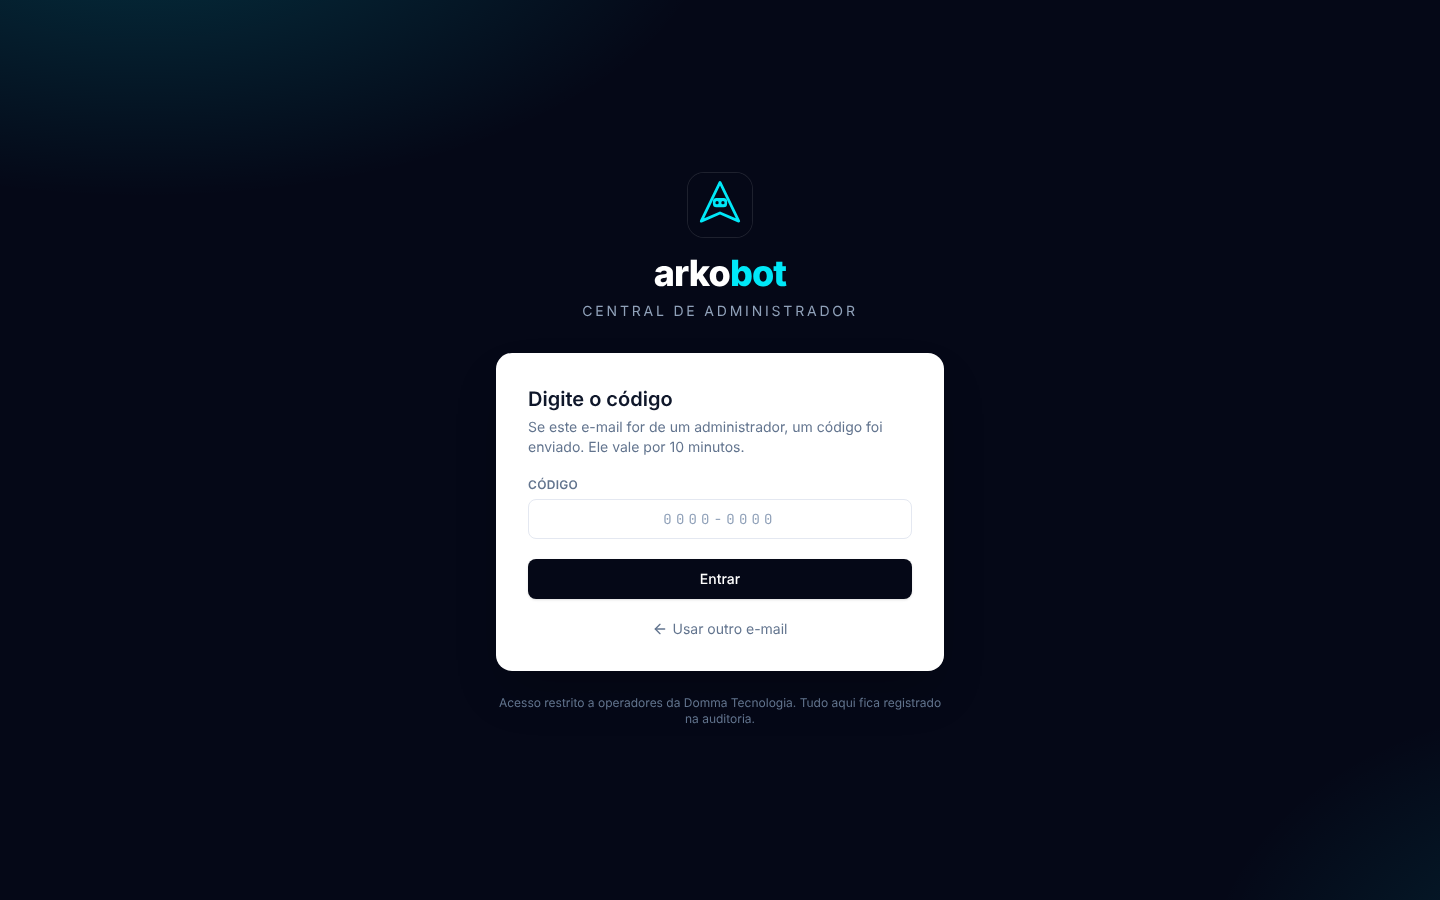 arkobot
CENTRAL DE ADMINISTRADOR
Digite o código
Se este e-mail for de um administrador, um código foi
enviado. Ele vale por 10 minutos.
CÓDIGO
0000-0000
Entrar
← Usar outro e-mail
Acesso restrito a operadores da Domma Tecnologia. Tudo aqui fica registrado
na auditoria.